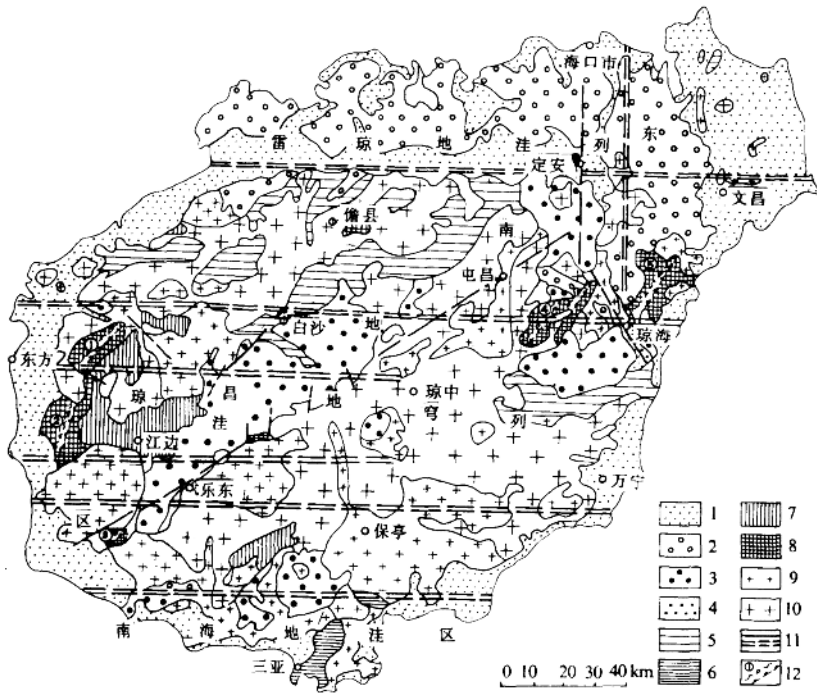 海口市
雷琼地洼列东
定安
文昌
儋县
南
屯昌
白沙
地
琼海
东方
琼
昌
地
琼中
洼
穹
江边
列
乐东
万宁
区
保亭
南海地洼区
三亚
1 7
2 8
3 9
4 10
5 11
6 12
0 10 20 30 40 km